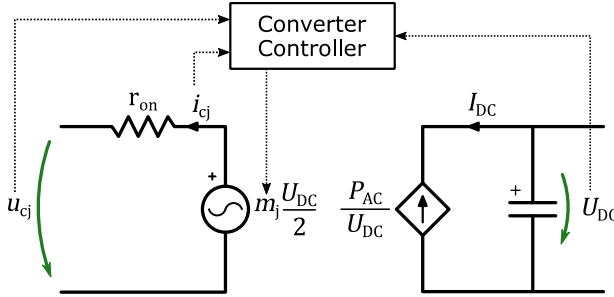 Converter
Controller
r_on
i_cj
I_DC
u_cj
+
m_j U_DC/2
P_AC/U_DC
+
U_DC